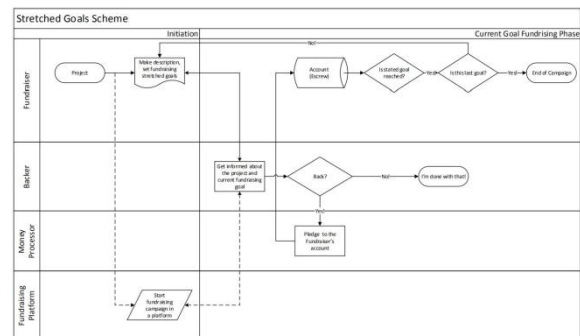 Stretched Goals Scheme
Initiation
Current Goal Fundrising Phase
Fundraiser
Project
Make description,
set fundraising
stretched goals
No!
Account
(Escrow)
Is stated goal
reached?
Yes!
Is this last goal?
Yes!
End of Campaign
Backer
Get informed about
the project and
current fundraising
goal
Back?
No!
I'm done with that!
Yes!
Money
Processor
Pledge to the
Fundraiser's
account
Fundraising
Platform
Start
fundraising
campaign in
a platform